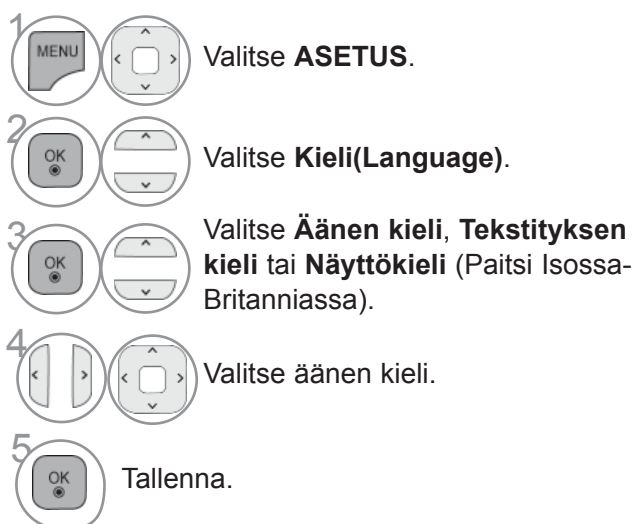 1
MENU
Valitse ASETUS.
2
OK
Valitse Kieli(Language).
3
OK
Valitse Äänen kieli, Tekstityksen
kieli tai Näyttökieli (Paitsi Isossa-
Britanniassa).
4
Valitse äänen kieli.
5
OK
Tallenna.